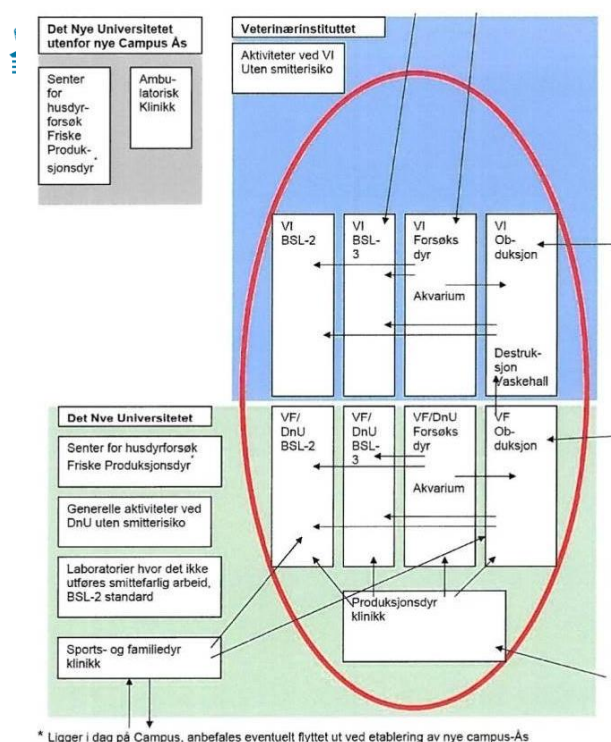 Det Nye Universitetet
utenfor nye Campus Ås
Senter
for
husdyr-
forsøk
Friske
Produk-
sjonsdyr*
Ambu-
latorisk
Klinikk
Veterinærinstituttet
Aktiviteter ved VI
Uten smitterisiko
VI
BSL-2
VI
BSL-
3
VI
Forsøks
dyr
Akvarium
VI
Ob-
duksjon
Destruk-
sjon
Vaskehall
Det Nye Universitetet
Senter for husdyrforsøk
Friske Produksjonsdyr*
Generelle aktiviteter ved
DnU uten smitterisiko
Laboratorier hvor det ikke
utføres smittefarlig arbeid,
BSL-2 standard
Sports- og familiedyr
klinikk
VF/
DnU
BSL-2
VF/
DnU
BSL-
3
VF/DnU
Forsøks
dyr
Akvarium
VF
Ob-
duksjon
Produksjonsdyr
klinikk
* Ligger i dag på Campus, anbefales eventuelt flyttet ut ved etablering av nye campus-Ås